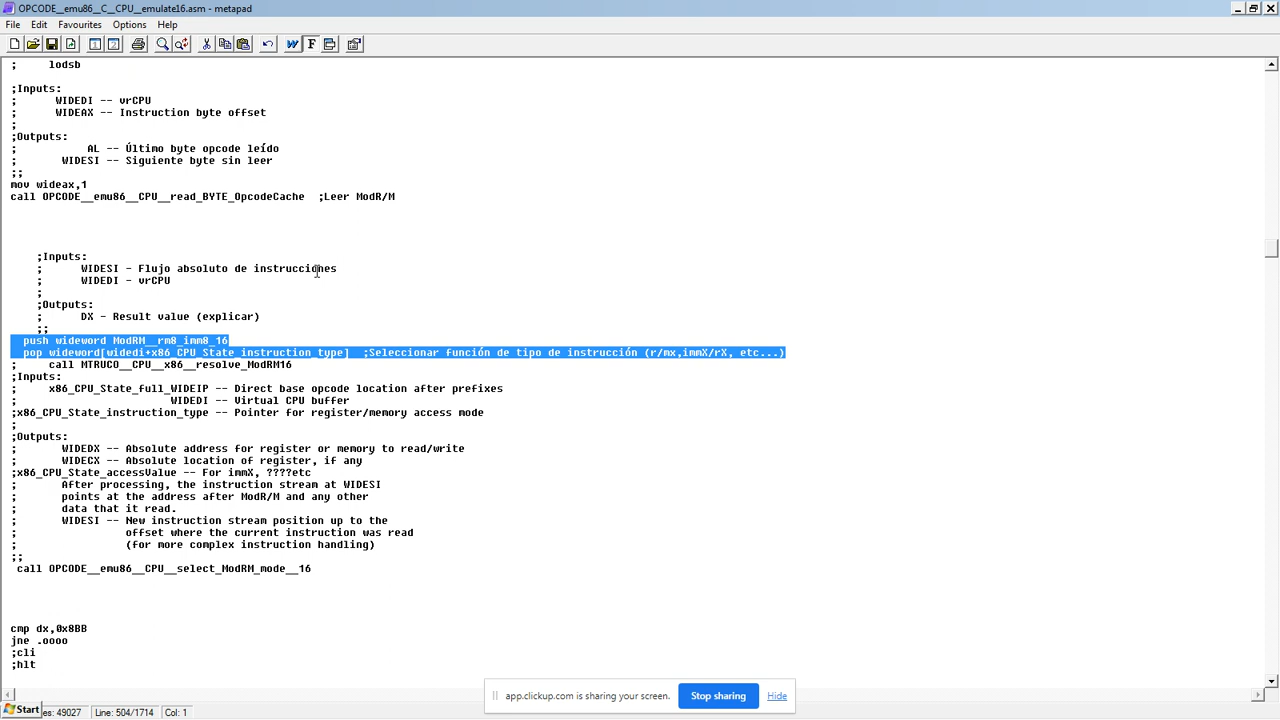 OPCODE__emu86__C__CPU__emulate16.asm - metapad
File Edit Favourites Options Help
; lodsb
;Inputs:
; WIDEDI -- vrCPU
; WIDEAX -- Instruction byte offset
;
;Outputs:
; AL -- Último byte opcode leído
; WIDESI -- Siguiente byte sin leer
;;
mov wideax,1
call OPCODE__emu86__CPU__read_BYTE_OpcodeCache ;Leer ModR/M
;Inputs:
; WIDESI - Flujo absoluto de instrucciones
; WIDEDI - vrCPU
;
;Outputs:
; DX - Result value (explicar)
;;
push wideword ModRM__rm8_imm8_16
pop wideword[widedi+x86_CPU_State_instruction_type] ;Seleccionar función de tipo de instrucción (r/mx,immX/rX, etc...)
; call MTRUCO__CPU__x86__resolve_ModRM16
;Inputs:
; x86_CPU_State_full_WIDEIP -- Direct base opcode location after prefixes
; WIDEDI -- Virtual CPU buffer
;x86_CPU_State_instruction_type -- Pointer for register/memory access mode
;
;Outputs:
; WIDEDX -- Absolute address for register or memory to read/write
; WIDECX -- Absolute location of register, if any
;x86_CPU_State_accessValue -- For immX, ????etc
; After processing, the instruction stream at WIDESI
; points at the address after ModR/M and any other
; data that it read.
; WIDESI -- New instruction stream position up to the
; offset where the current instruction was read
; (for more complex instruction handling)
;;
call OPCODE__emu86__CPU__select_ModRM_mode__16
cmp dx,0x8BB
jne .oooo
;cli
;hlt
app.clickup.com is sharing your screen. Stop sharing Hide
Start es: 49027 Line: 504/1714 Col: 1